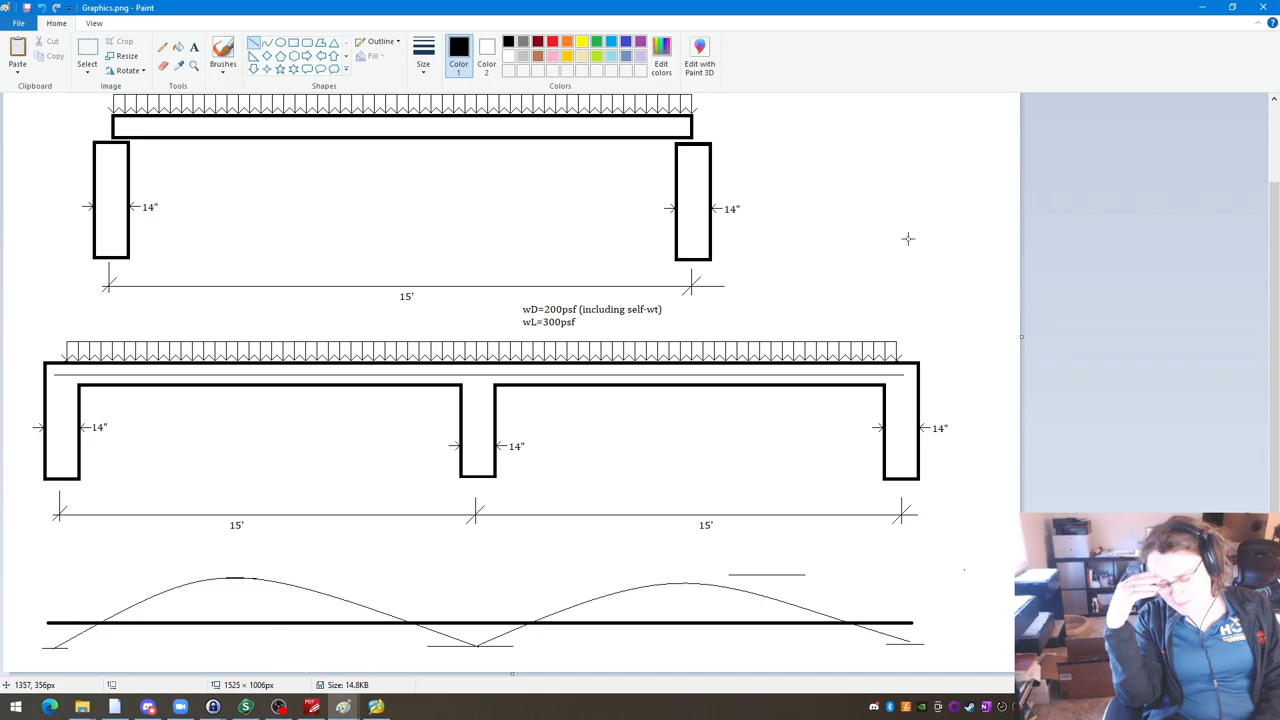 Graphics.png - Paint
File
Home
View
Paste
Cut
Copy
Clipboard
Select
Crop
Resize
Rotate
Image
Tools
Brushes
Outline
Fill
Shapes
Size
Color 1
Color 2
Edit colors
Edit with Paint 3D
Colors
14"
14"
15'
wD=200psf (including self-wt)
wL=300psf
14"
14"
14"
15'
15'
1357, 356px
1525 × 1006px
Size: 14.8KB